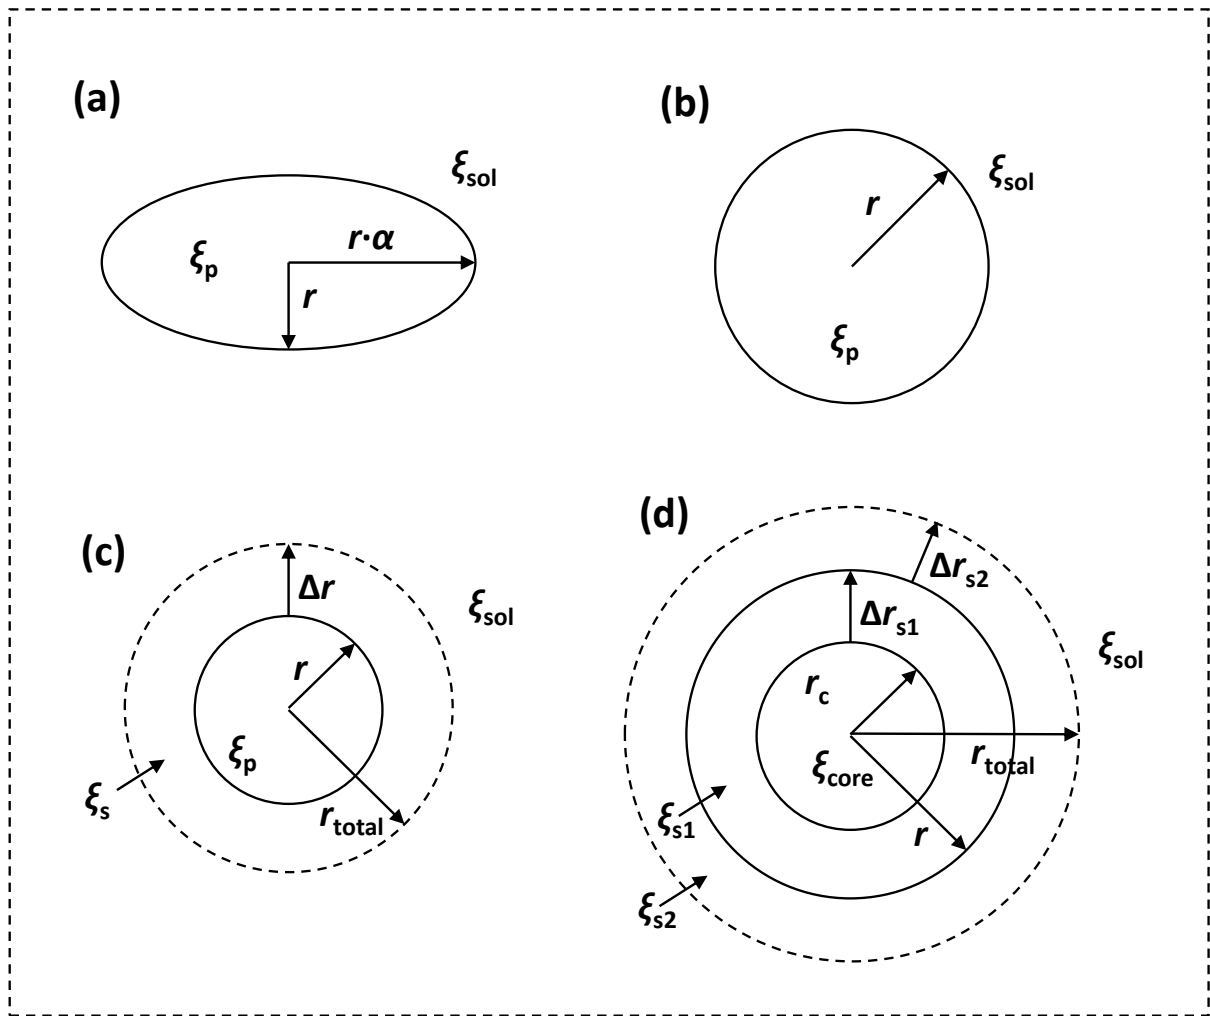 (a)
ξsol
ξp
r·α
r
(b)
ξsol
r
ξp
(c)
Δr
ξsol
r
ξp
ξs
rtotal
(d)
Δrs2
Δrs1
ξsol
rc
rtotal
ξcore
ξs1
r
ξs2